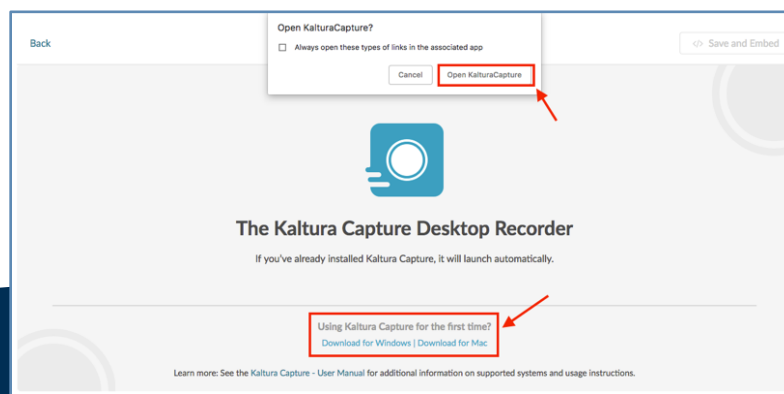 Open KalturaCapture?
Always open these types of links in the associated app
Cancel
Open KalturaCapture
Back
</> Save and Embed
The Kaltura Capture Desktop Recorder
If you've already installed Kaltura Capture, it will launch automatically.
Using Kaltura Capture for the first time?
Download for Windows | Download for Mac
Learn more: See the Kaltura Capture - User Manual for additional information on supported systems and usage instructions.